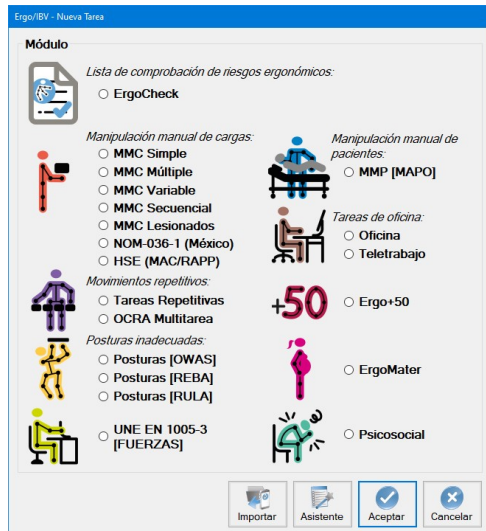 Ergo/IBV - Nueva Tarea
Módulo
Lista de comprobación de riesgos ergonómicos:
ErgoCheck
Manipulación manual de cargas:
MMC Simple
MMC Múltiple
MMC Variable
MMC Secuencial
MMC Lesionados
NOM-036-1 (México)
HSE (MAC/RAPP)
Movimientos repetitivos:
Tareas Repetitivas
OCRA Multitarea
Posturas inadecuadas:
Posturas [OWAS]
Posturas [REBA]
Posturas [RULA]
UNE EN 1005-3
[FUERZAS]
Manipulación manual de
pacientes:
MMP [MAPO]
Tareas de oficina:
Oficina
Teletrabajo
+50
Ergo+50
ErgoMater
Psicosocial
Importar
Asistente
Aceptar
Cancelar